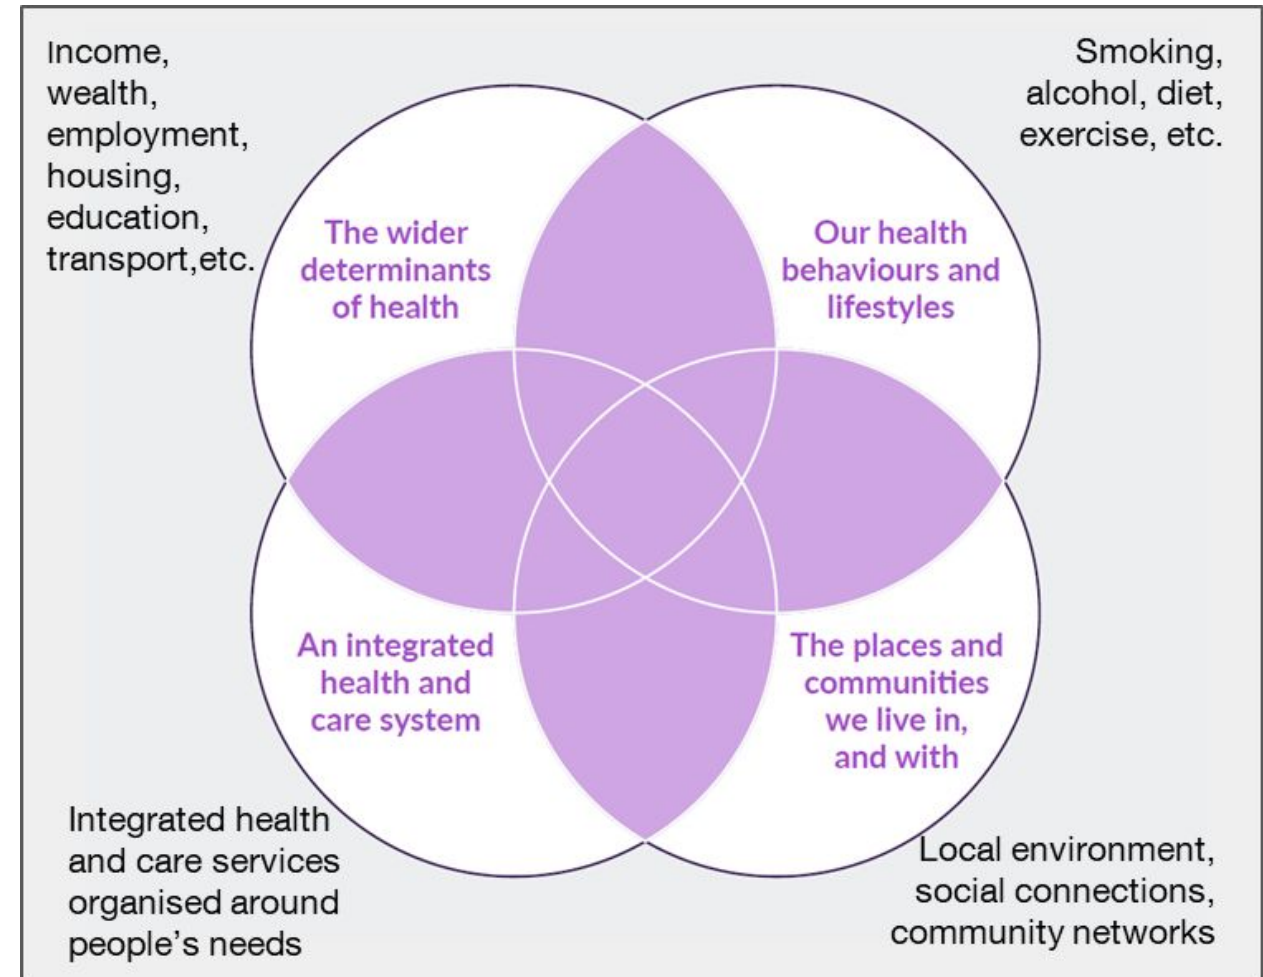 Income,
wealth,
employment,
housing,
education,
transport,etc.
Smoking,
alcohol, diet,
exercise, etc.
The wider
determinants
of health
Our health
behaviours and
lifestyles
An integrated
health and
care system
The places and
communities
we live in,
and with
Integrated health
and care services
organised around
people’s needs
Local environment,
social connections,
community networks